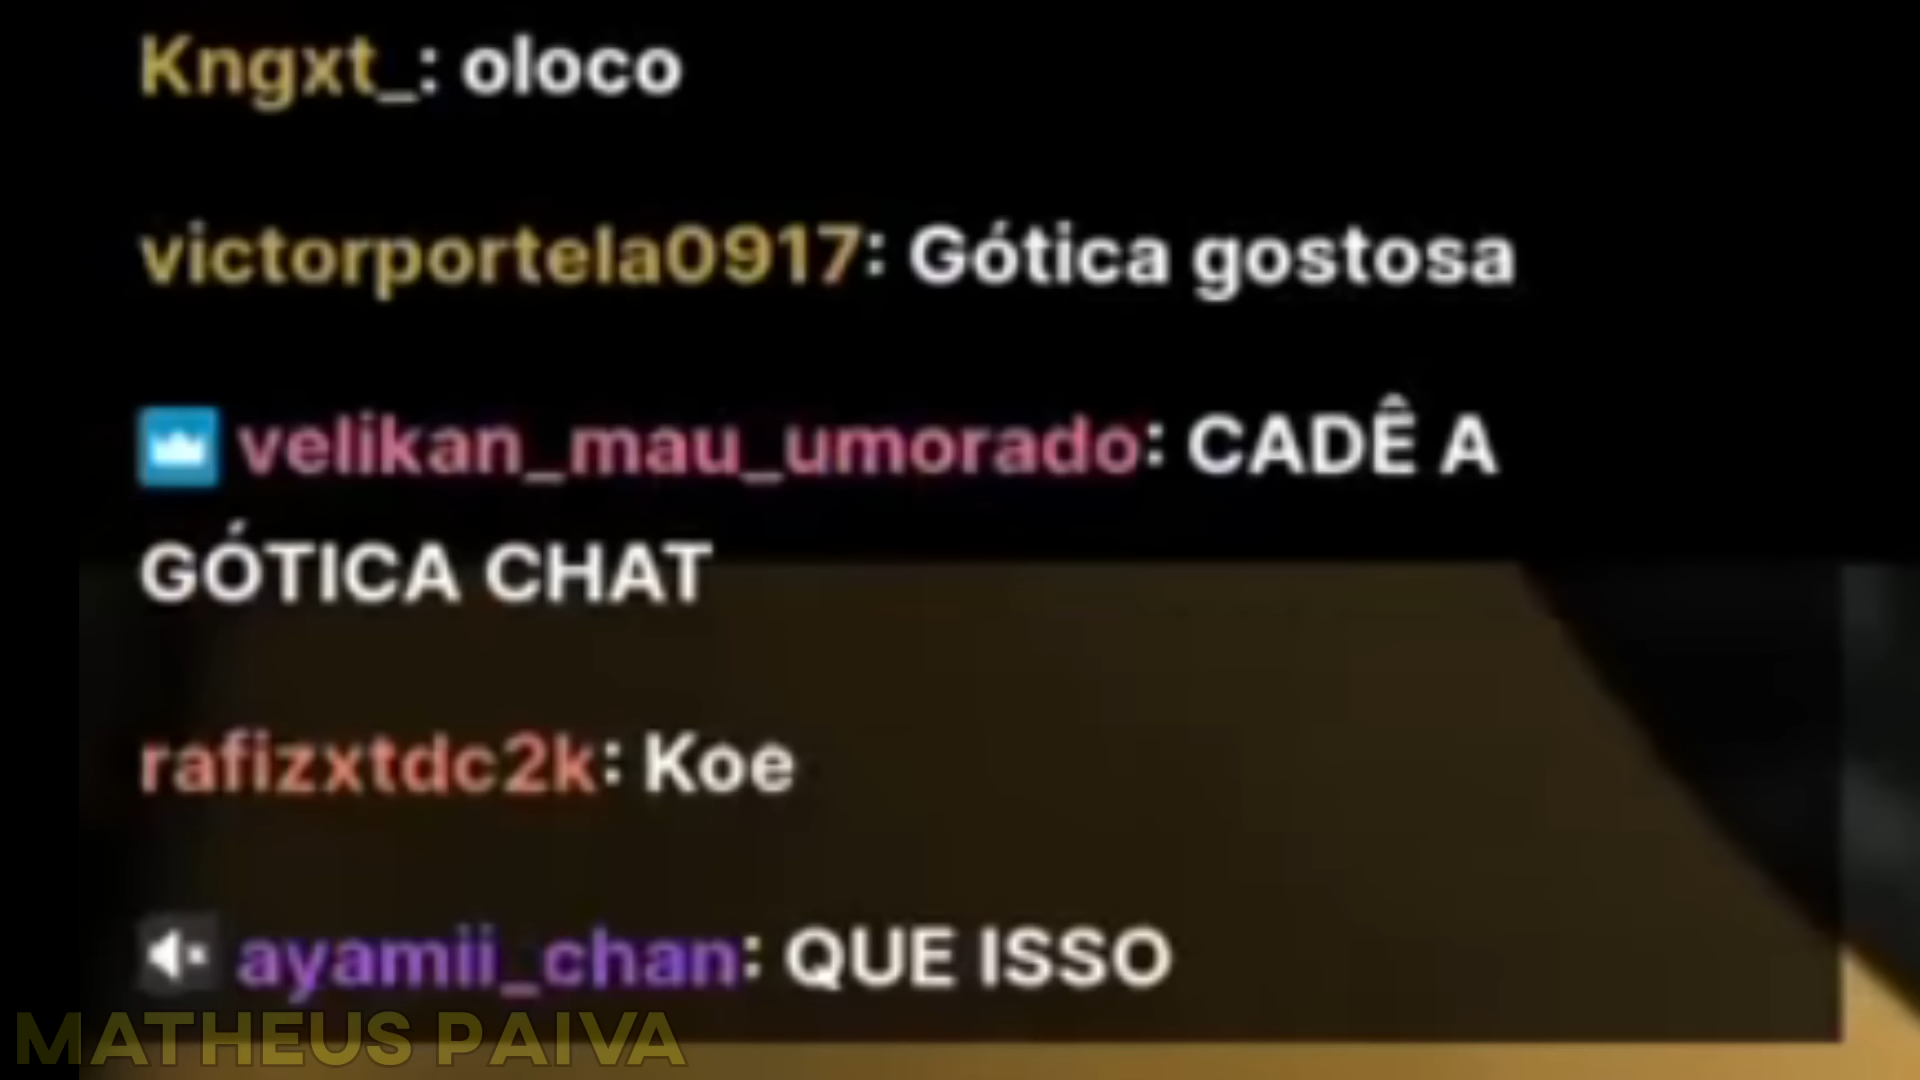 Kngxt_: oloco
victorportela0917: Gótica gostosa
velikan_mau_umorado: CADÊ A
GÓTICA CHAT
rafizxtdc2k: Koe
ayamii_chan: QUE ISSO
MATHEUS PAIVA